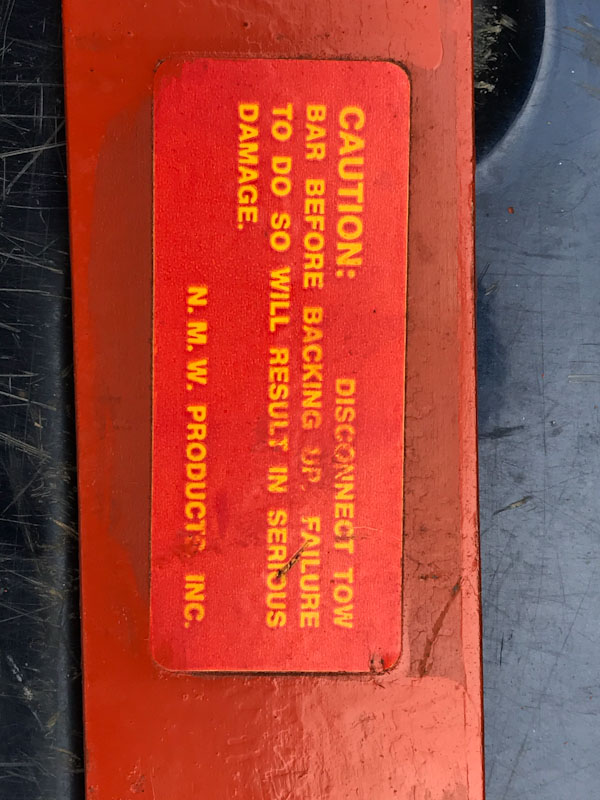 CAUTION: DISCONNECT TOW
BAR BEFORE BACKING UP. FAILURE
TO DO SO WILL RESULT IN SERIOUS
DAMAGE.
N. M. W. PRODUCTS INC.